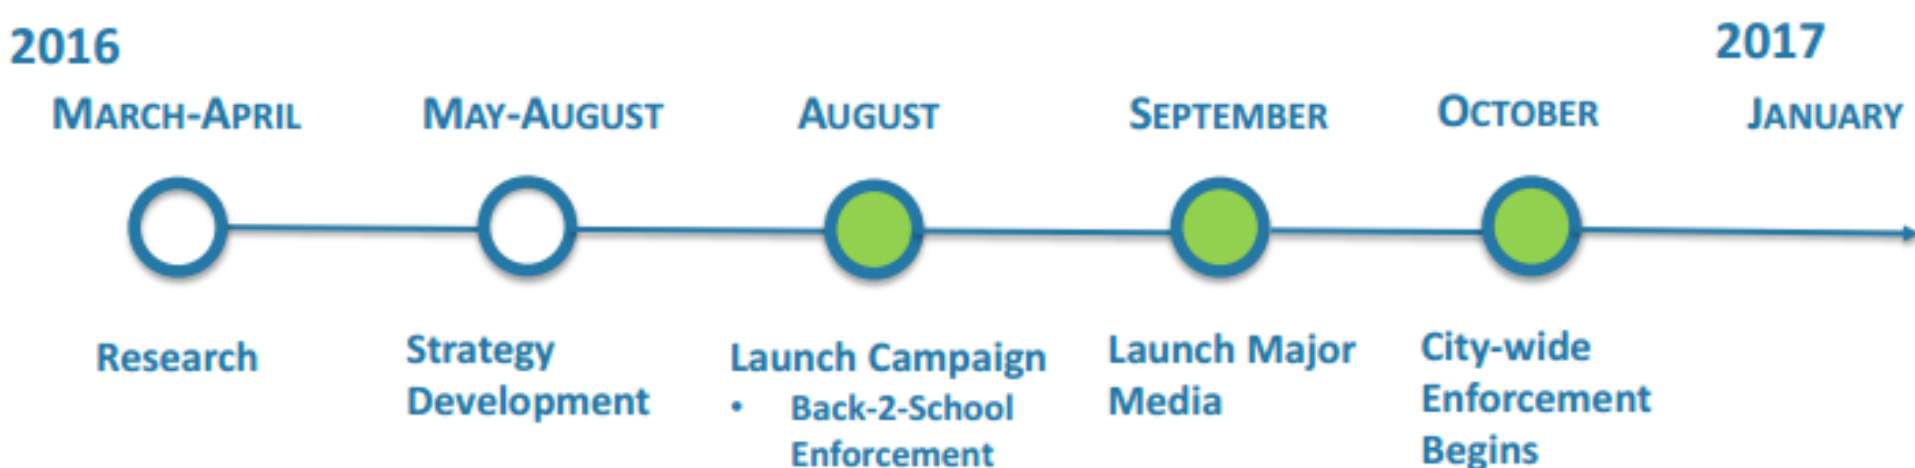 2016
2017
MARCH-APRIL
MAY-AUGUST
AUGUST
SEPTEMBER
OCTOBER
JANUARY
Research
Strategy
Development
Launch Campaign
• Back-2-School
Enforcement
Launch Major
Media
City-wide
Enforcement
Begins